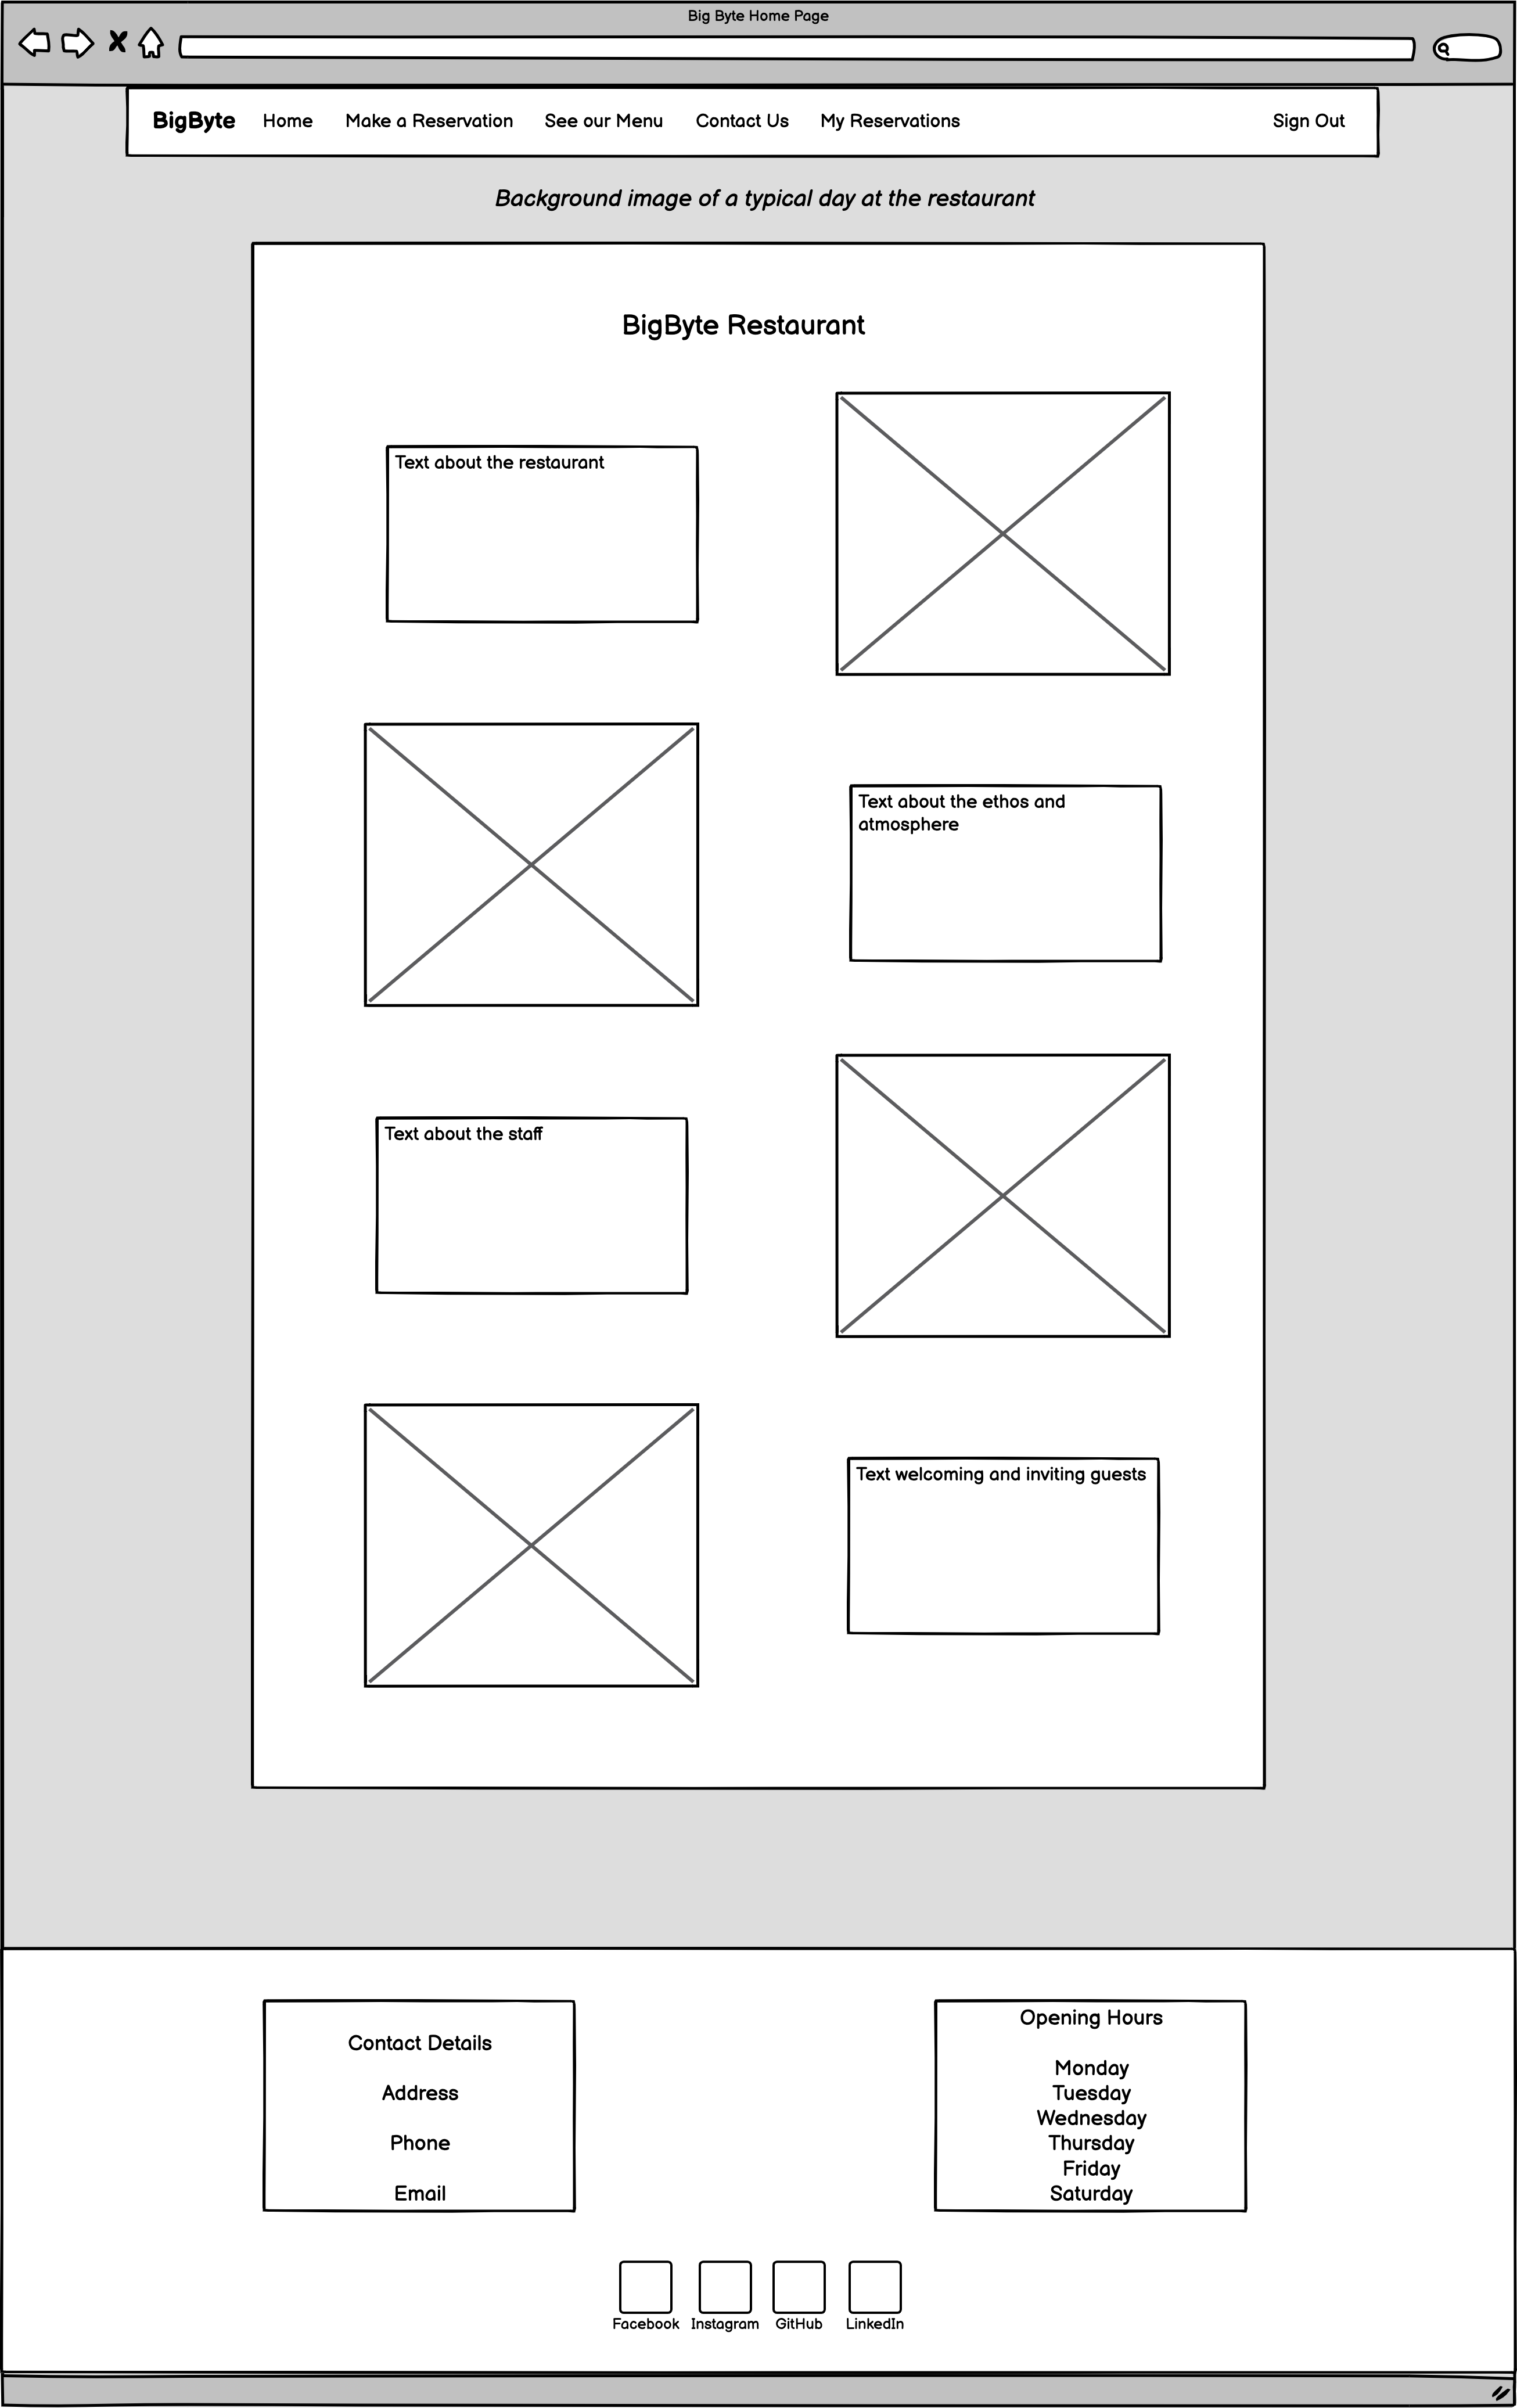 Big Byte Home Page
BigByte Home Make a Reservation See our Menu Contact Us My Reservations Sign Out
Background image of a typical day at the restaurant
BigByte Restaurant
Text about the restaurant
Text about the ethos and
atmosphere
Text about the staff
Text welcoming and inviting guests
Contact Details
Address
Phone
Email
Opening Hours
Monday
Tuesday
Wednesday
Thursday
Friday
Saturday
Facebook Instagram GitHub LinkedIn